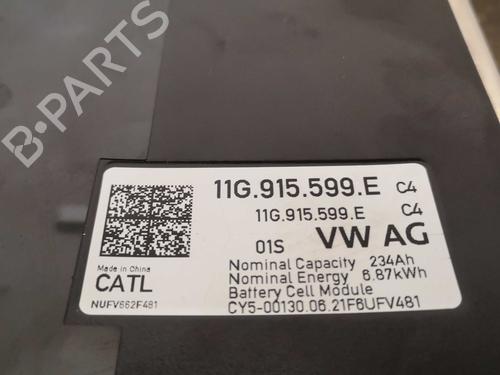 B-PARTS
11G.915.599.E C4
11G.915.599.E C4
01S VW AG
Made in China
CATL
NUFV662F481
Nominal Capacity 234Ah
Nominal Energy 6.87kWh
Battery Cell Module
CY5-00130.06.21F6UFV481